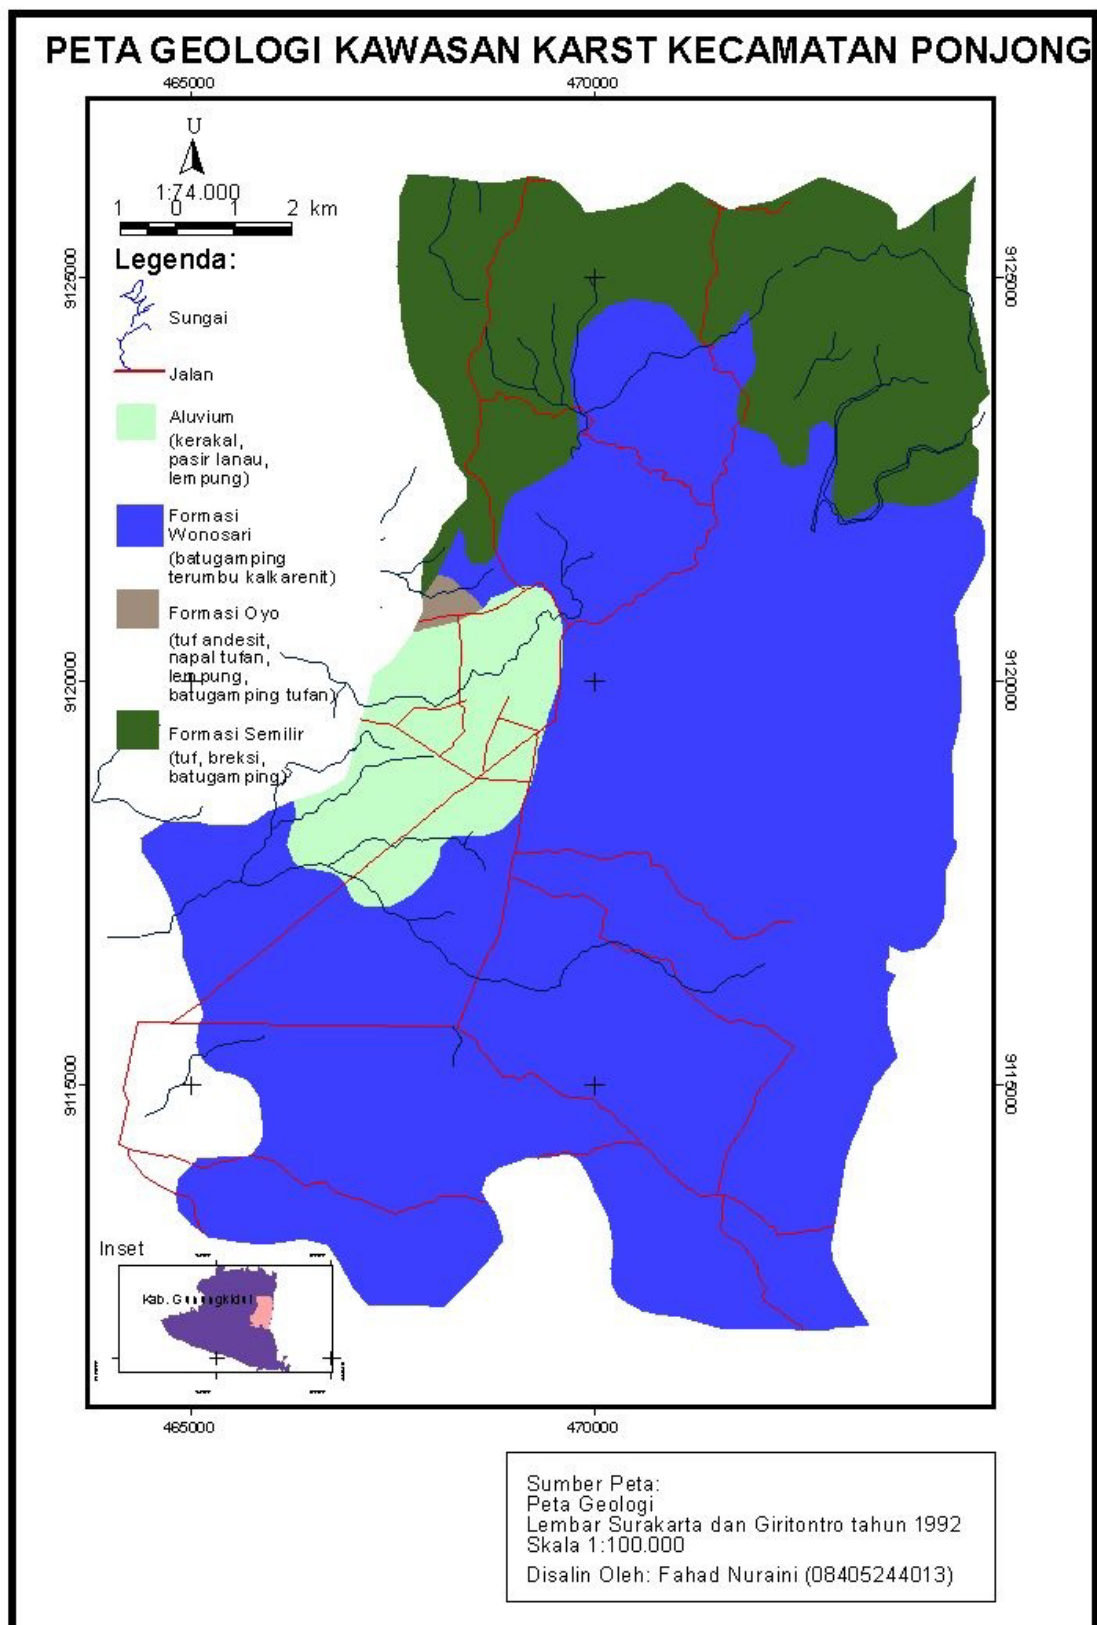 PETA GEOLOGI KAWASAN KARST KECAMATAN PONJONG
465000
470000
U
1:74.000
1 0 1 2 km
Legenda:
Sungai
Jalan
Aluvium
(kerakal,
pasir lanau,
lempung)
Formasi
Wonosari
(batugamping
terumbu kalkarenit)
Formasi Oyo
(tuf andesit,
napal tufan,
lempung,
batugamping tufan)
Formasi Semilir
(tuf, breksi,
batugamping)
9125000
9125000
9120000
9120000
9115000
9115000
Inset
Kab. Gunungkidul
465000
470000
Sumber Peta:
Peta Geologi
Lembar Surakarta dan Giritontro tahun 1992
Skala 1:100.000
Disalin Oleh: Fahad Nuraini (08405244013)